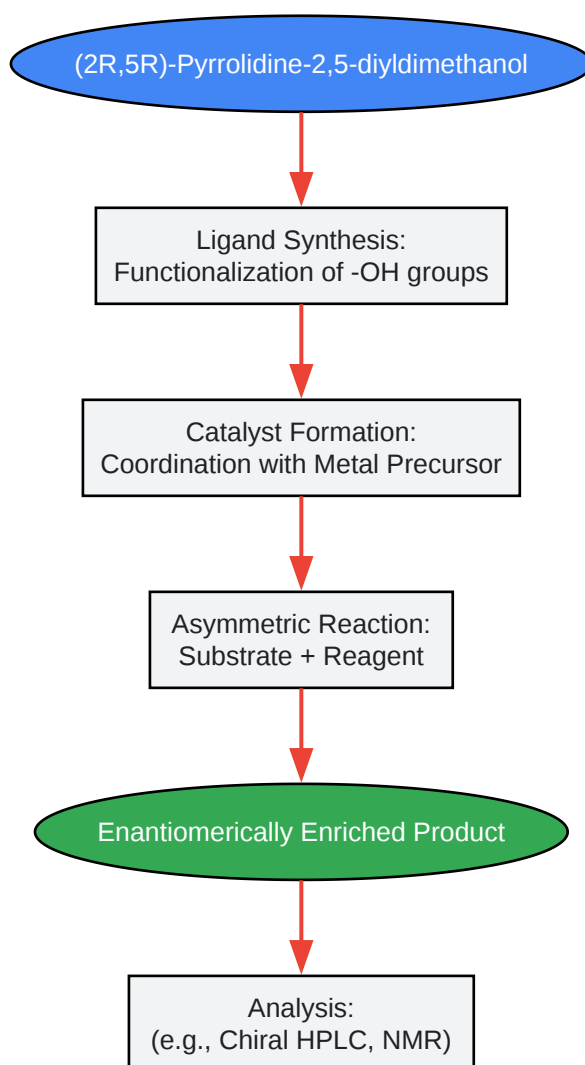 (2R,5R)-Pyrrolidine-2,5-diyldimethanol
Ligand Synthesis:
Functionalization of -OH groups
Catalyst Formation:
Coordination with Metal Precursor
Asymmetric Reaction:
Substrate + Reagent
Enantiomerically Enriched Product
Analysis:
(e.g., Chiral HPLC, NMR)